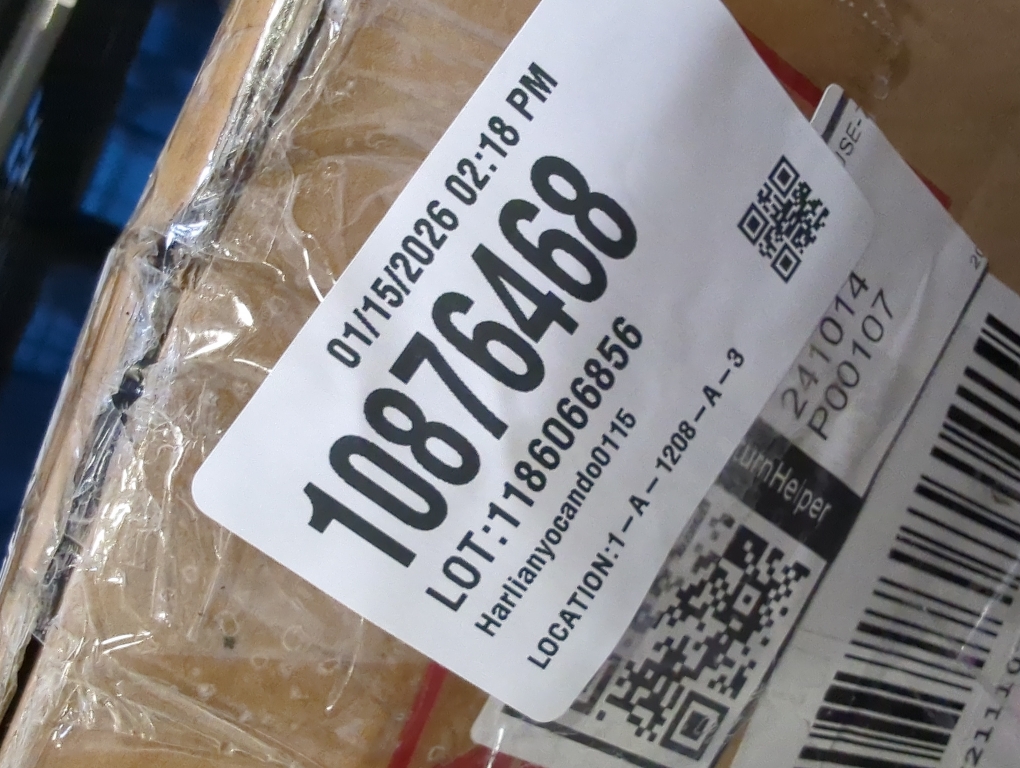 01/15/2026 02:18 PM
10876468
LOT:1186066856
Harlianyocando0115
LOCATION:1-A-1208-A-3
241014
P00107
urnHelper